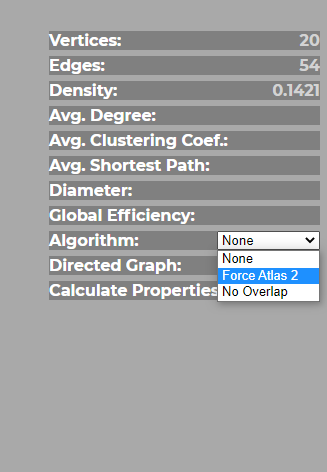 Vertices: 20
Edges: 54
Density: 0.1421
Avg. Degree:
Avg. Clustering Coef.:
Avg. Shortest Path:
Diameter:
Global Efficiency:
Algorithm: None
None
Directed Graph: Force Atlas 2
Calculate Properties No Overlap